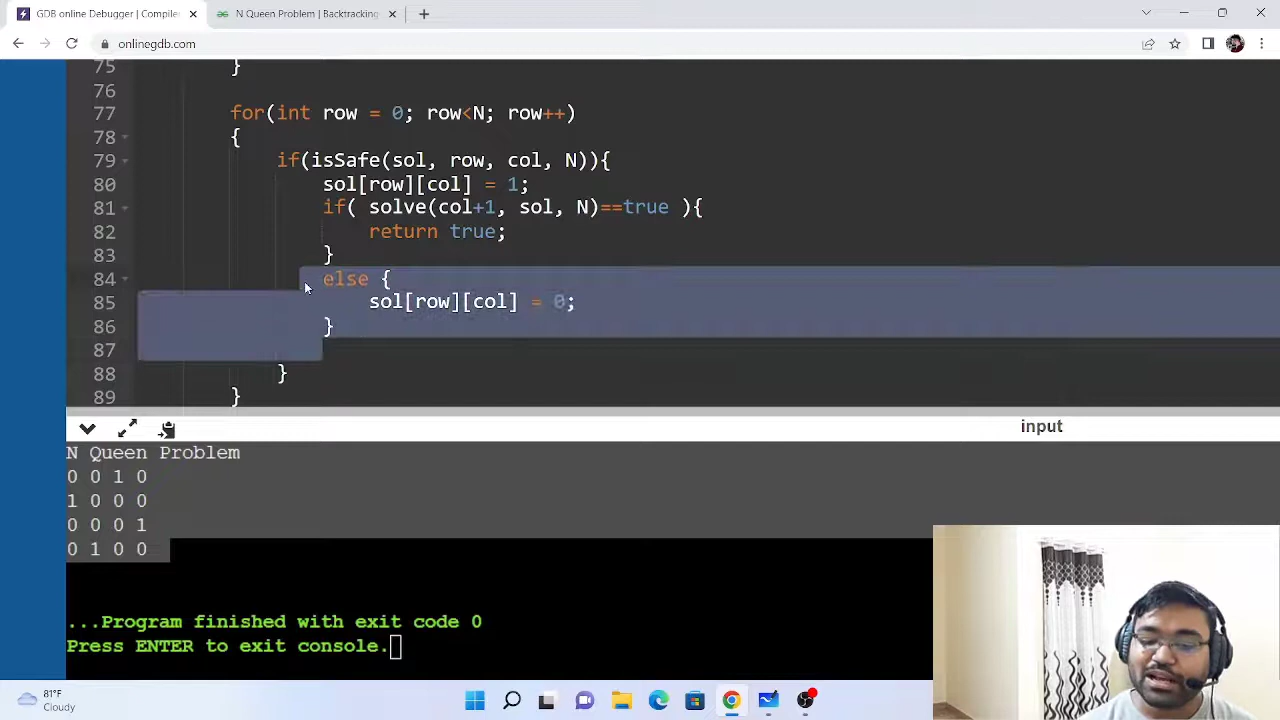 GDB online Debugger | Compiler
N Queen Problem | Backtracking
onlinegdb.com
75 }
76
77 for(int row = 0; row<N; row++)
78 {
79 if(isSafe(sol, row, col, N)){
80 sol[row][col] = 1;
81 if( solve(col+1, sol, N)==true ){
82 return true;
83 }
84 else {
85 sol[row][col] = 0;
86 }
87
88 }
89 }
input
N Queen Problem
0 0 1 0
1 0 0 0
0 0 0 1
0 1 0 0
...Program finished with exit code 0
Press ENTER to exit console.
81°F
Cloudy